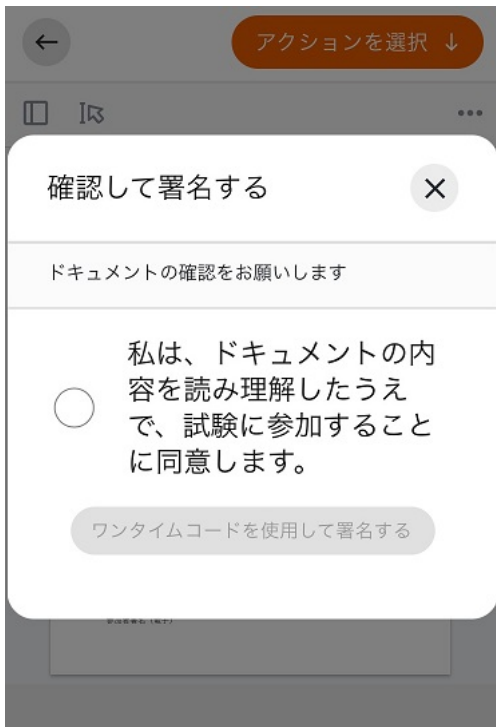 アクションを選択 ↓
確認して署名する
ドキュメントの確認をお願いします
私は、ドキュメントの内
容を読み理解したうえ
で、試験に参加すること
に同意します。
ワンタイムコードを使用して署名する